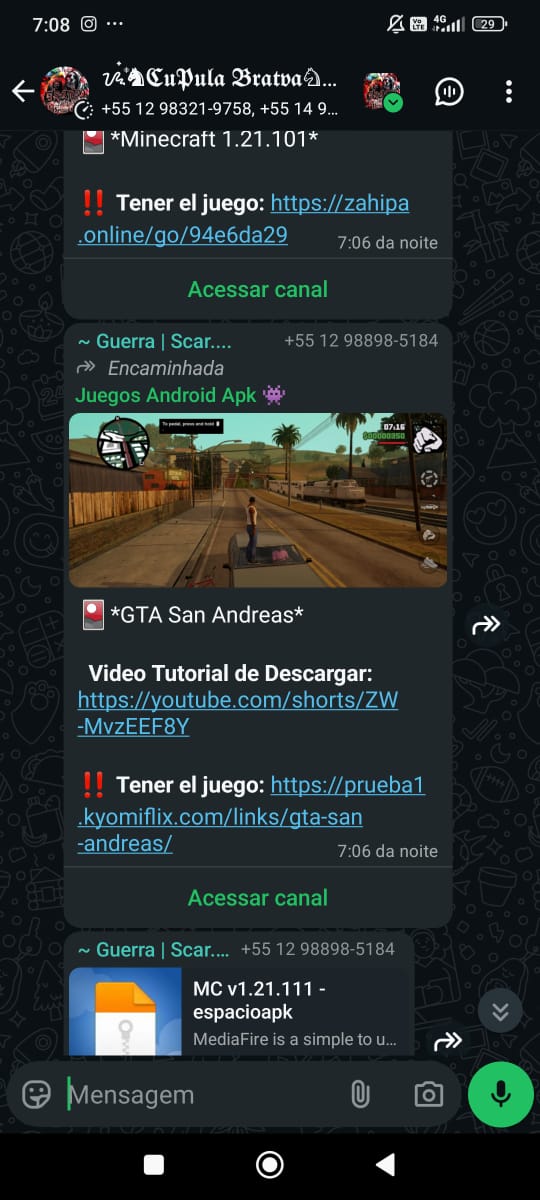 7:08
Vo LTE
4G
29
CuPula Bratva
+55 12 98321-9758, +55 14 9...
*Minecraft 1.21.101*
‼️ Tener el juego: https://zahipa
.online/go/94e6da29
7:06 da noite
Acessar canal
~ Guerra | Scar....
+55 12 98898-5184
Encaminhada
Juegos Android Apk 👾
To pedal, press and hold
07:16
$00000350
*GTA San Andreas*
Video Tutorial de Descargar:
https://youtube.com/shorts/ZW
-MvzEEF8Y
‼️ Tener el juego: https://prueba1
.kyomiflix.com/links/gta-san
-andreas/
7:06 da noite
Acessar canal
~ Guerra | Scar....
+55 12 98898-5184
MC v1.21.111 -
espacioapk
MediaFire is a simple to u...
Mensagem